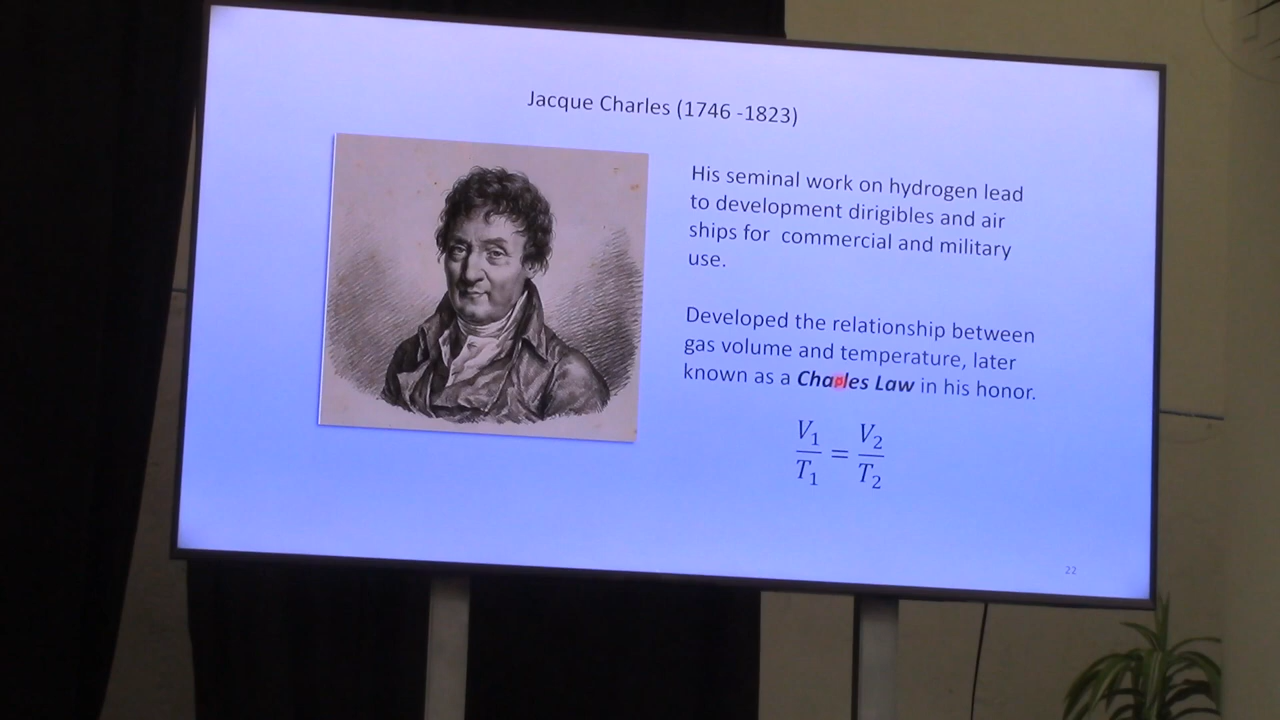 Jacque Charles (1746 -1823)
His seminal work on hydrogen lead
to development dirigibles and air
ships for commercial and military
use.
Developed the relationship between
gas volume and temperature, later
known as a Charles Law in his honor.
V₁/T₁ = V₂/T₂
22